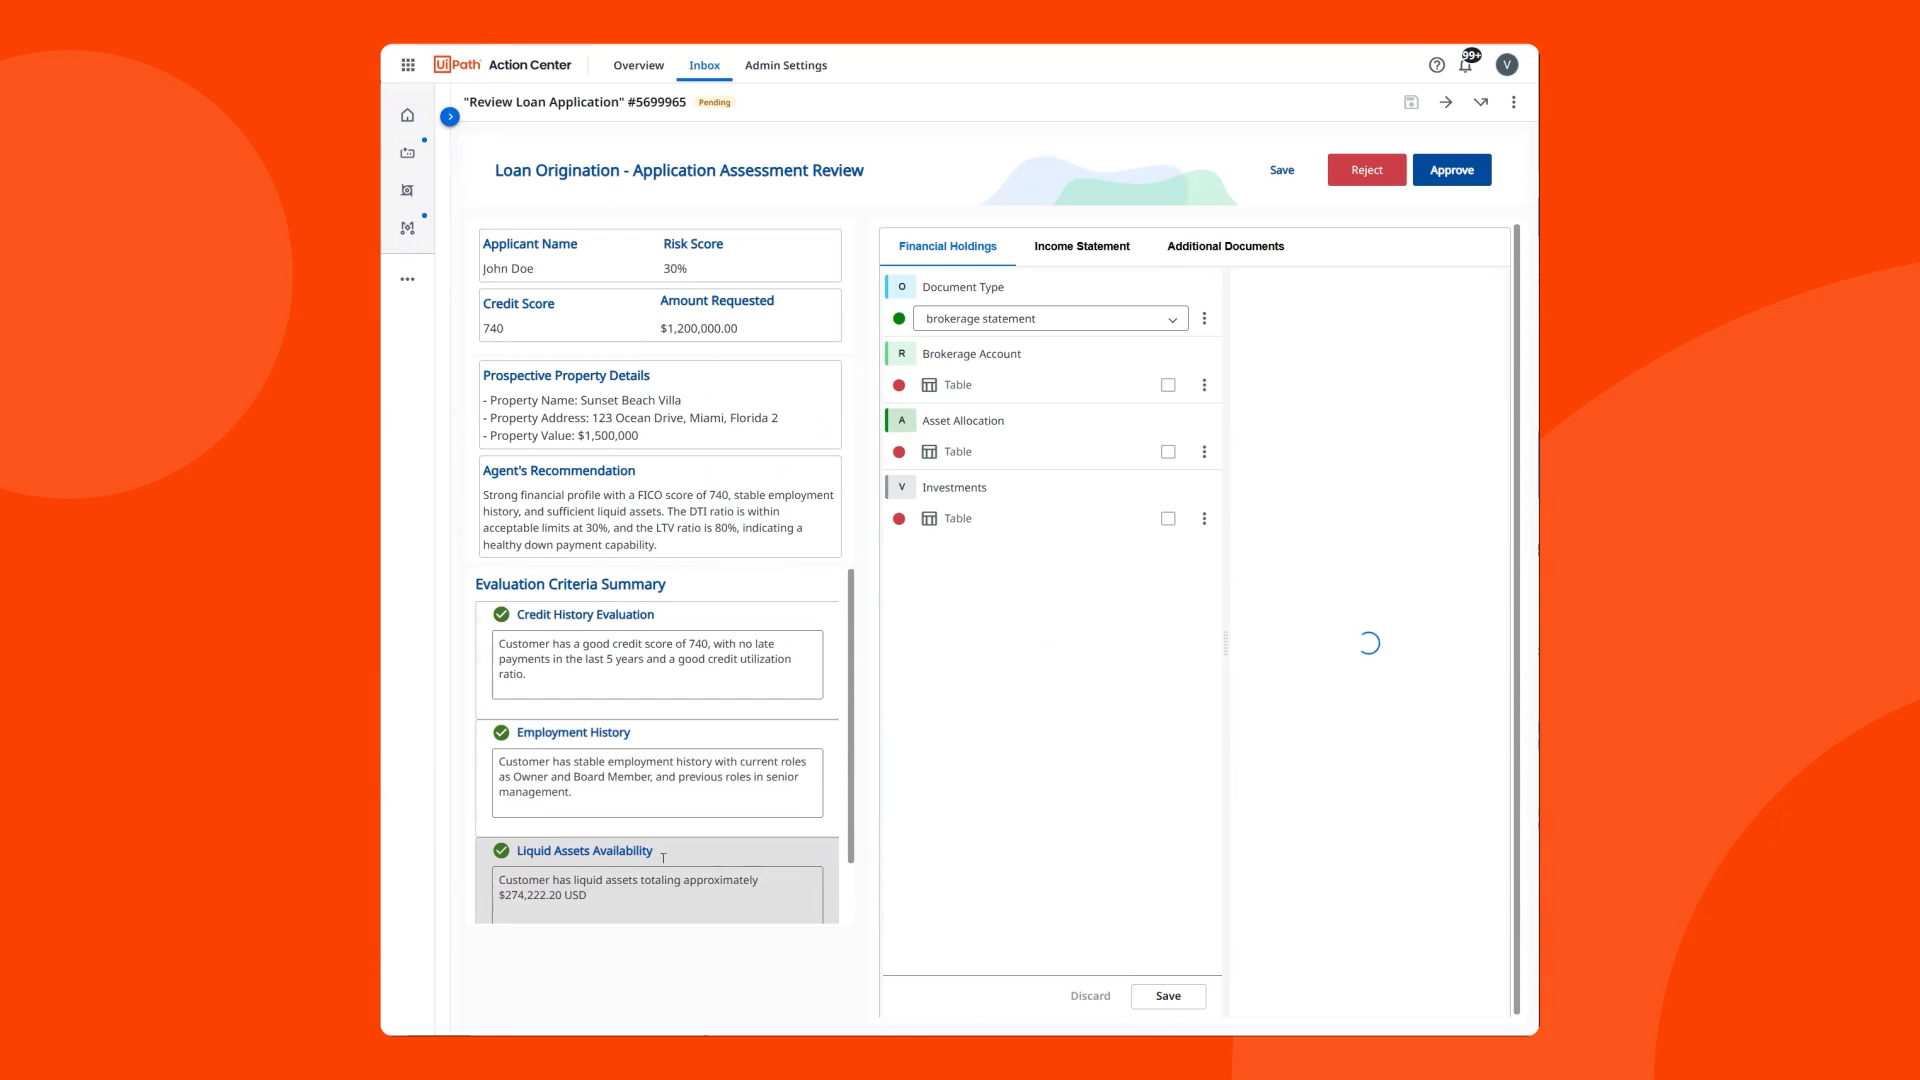 UiPath Action Center
Overview
Inbox
Admin Settings
99+
V
"Review Loan Application" #5699965
Pending
Loan Origination - Application Assessment Review
Save
Reject
Approve
Applicant Name
Risk Score
John Doe
30%
Credit Score
Amount Requested
740
$1,200,000.00
Prospective Property Details
- Property Name: Sunset Beach Villa
- Property Address: 123 Ocean Drive, Miami, Florida 2
- Property Value: $1,500,000
Agent's Recommendation
Strong financial profile with a FICO score of 740, stable employment
history, and sufficient liquid assets. The DTI ratio is within
acceptable limits at 30%, and the LTV ratio is 80%, indicating a
healthy down payment capability.
Evaluation Criteria Summary
Credit History Evaluation
Customer has a good credit score of 740, with no late
payments in the last 5 years and a good credit utilization
ratio.
Employment History
Customer has stable employment history with current roles
as Owner and Board Member, and previous roles in senior
management.
Liquid Assets Availability
Customer has liquid assets totaling approximately
$274,222.20 USD
Financial Holdings
Income Statement
Additional Documents
O
Document Type
brokerage statement
R
Brokerage Account
Table
A
Asset Allocation
Table
V
Investments
Table
Discard
Save